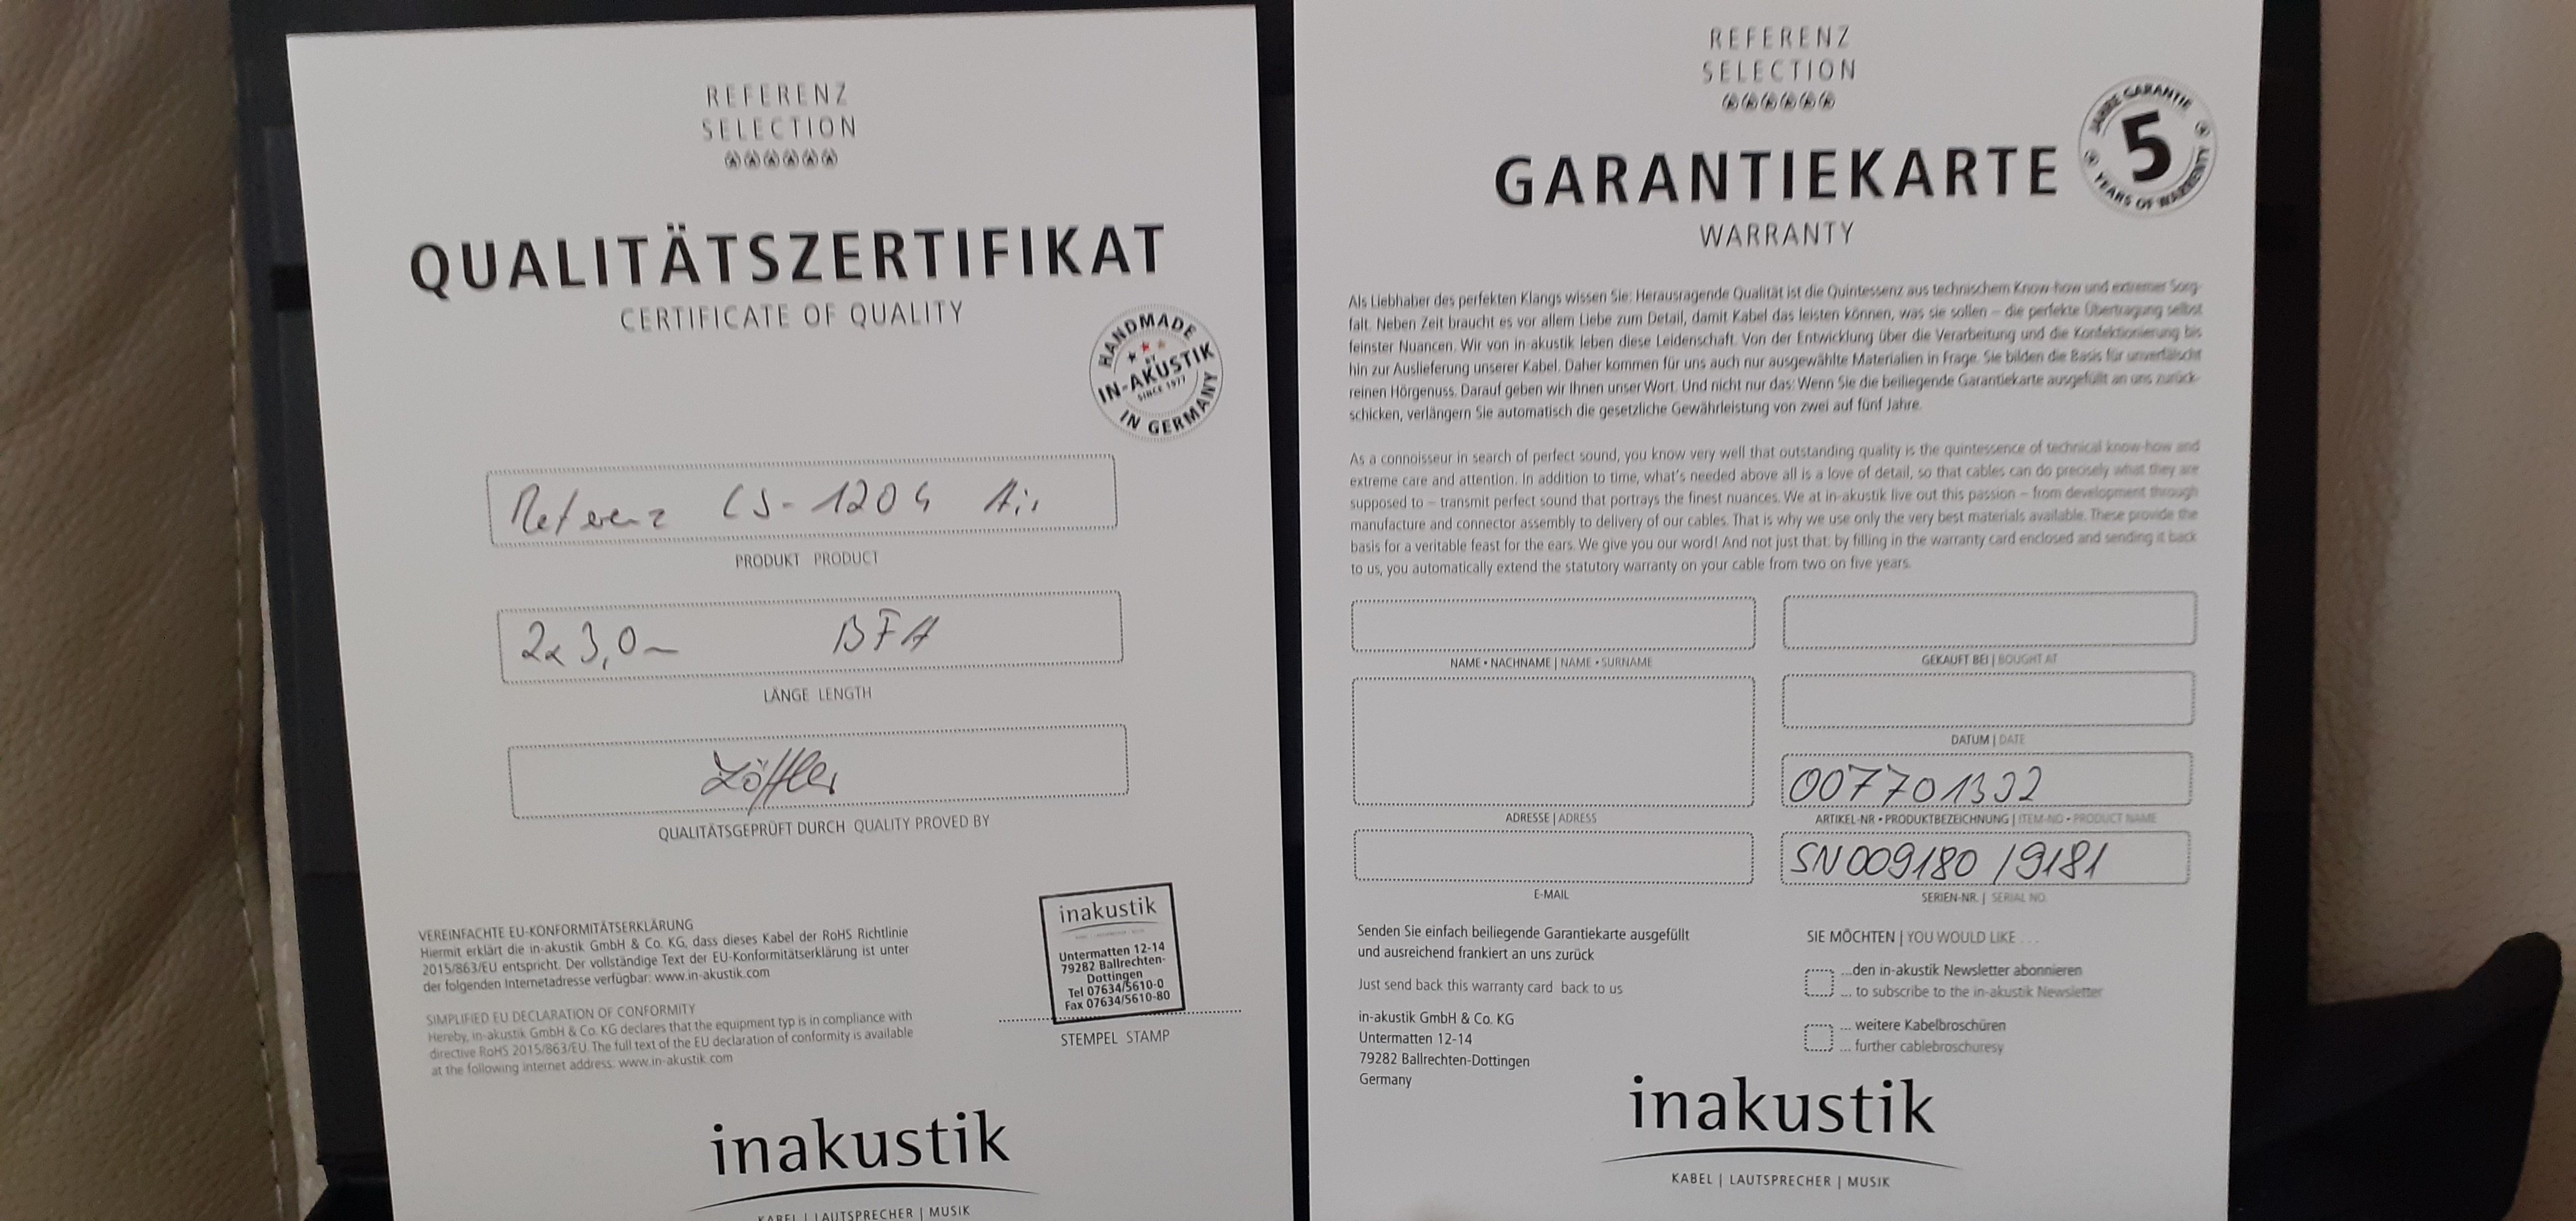 REFERENZ
SELECTION
QUALITÄTSZERTIFIKAT
CERTIFICATE OF QUALITY
HANDMADE
BY
IN-AKUSTIK
SINCE 1977
IN GERMANY
Referenz LS-1204 Air
PRODUKT PRODUCT
2x 3,0m BFA
LÄNGE LENGTH
Löffler
QUALITÄTSGEPRÜFT DURCH QUALITY PROVED BY
VEREINFACHTE EU-KONFORMITÄTSERKLÄRUNG
Hiermit erklärt die in-akustik GmbH & Co. KG, dass dieses Kabel der RoHS Richtlinie
2015/863/EU entspricht. Der vollständige Text der EU-Konformitätserklärung ist unter
der folgenden Internetadresse verfügbar: www.in-akustik.com
SIMPLIFIED EU DECLARATION OF CONFORMITY
Hereby, in-akustik GmbH & Co. KG declares that the equipment typ is in compliance with
directive RoHS 2015/863/EU. The full text of the EU declaration of conformity is available
at the following internet address: www.in-akustik.com
inakustik
Untermatten 12-14
79282 Ballrechten-
Dottingen
Tel 07634/5610-0
Fax 07634/5610-80
STEMPEL STAMP
inakustik
KABEL | LAUTSPRECHER | MUSIK
REFERENZ
SELECTION
GARANTIEKARTE
WARRANTY
JAHRE GARANTIE
5
YEARS OF WARRENTY
Als Liebhaber des perfekten Klangs wissen Sie: Herausragende Qualität ist die Quintessenz aus technischem Know-how und extremer Sorg-
falt. Neben Zeit braucht es vor allem Liebe zum Detail, damit Kabel das leisten können, was sie sollen – die perfekte Übertragung selbst
feinster Nuancen. Wir von in-akustik leben diese Leidenschaft. Von der Entwicklung über die Verarbeitung und die Konfektionierung bis
hin zur Auslieferung unserer Kabel. Daher kommen für uns auch nur ausgewählte Materialien in Frage. Sie bilden die Basis für unverfälscht
reinen Hörgenuss. Darauf geben wir Ihnen unser Wort. Und nicht nur das: Wenn Sie die beiliegende Garantiekarte ausgefüllt an uns zurück-
schicken, verlängern Sie automatisch die gesetzliche Gewährleistung von zwei auf fünf Jahre.
As a connoisseur in search of perfect sound, you know very well that outstanding quality is the quintessence of technical know-how and
extreme care and attention. In addition to time, what's needed above all is a love of detail, so that cables can do precisely what they are
supposed to – transmit perfect sound that portrays the finest nuances. We at in-akustik live out this passion – from development through
manufacture and connector assembly to delivery of our cables. That is why we use only the very best materials available. These provide the
basis for a veritable feast for the ears. We give you our word! And not just that: by filling in the warranty card enclosed and sending it back
to us, you automatically extend the statutory warranty on your cable from two on five years.
NAME • NACHNAME | NAME • SURNAME
GEKAUFT BEI | BOUGHT AT
DATUM | DATE
007701332
ADRESSE | ADRESS
ARTIKEL-NR • PRODUKTBEZEICHNUNG | ITEM-NO • PRODUCT NAME
SN 009180 / 9181
E-MAIL
SERIEN-NR. | SERIAL NO.
Senden Sie einfach beiliegende Garantiekarte ausgefüllt
und ausreichend frankiert an uns zurück
Just send back this warranty card back to us
in-akustik GmbH & Co. KG
Untermatten 12-14
79282 Ballrechten-Dottingen
Germany
SIE MÖCHTEN | YOU WOULD LIKE . . .
...den in-akustik Newsletter abonnieren
... to subscribe to the in-akustik Newsletter
... weitere Kabelbroschüren
... further cablebroschuresy
inakustik
KABEL | LAUTSPRECHER | MUSIK